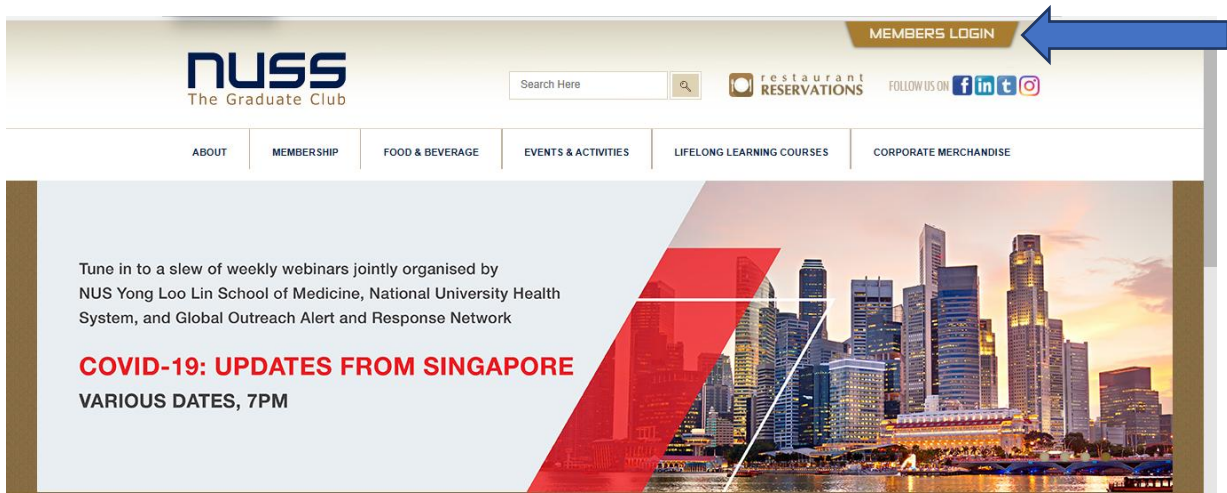 MEMBERS LOGIN
nuss
The Graduate Club
Search Here
restaurant
RESERVATIONS
FOLLOW US ON
ABOUT
MEMBERSHIP
FOOD & BEVERAGE
EVENTS & ACTIVITIES
LIFELONG LEARNING COURSES
CORPORATE MERCHANDISE
Tune in to a slew of weekly webinars jointly organised by
NUS Yong Loo Lin School of Medicine, National University Health
System, and Global Outreach Alert and Response Network
COVID-19: UPDATES FROM SINGAPORE
VARIOUS DATES, 7PM